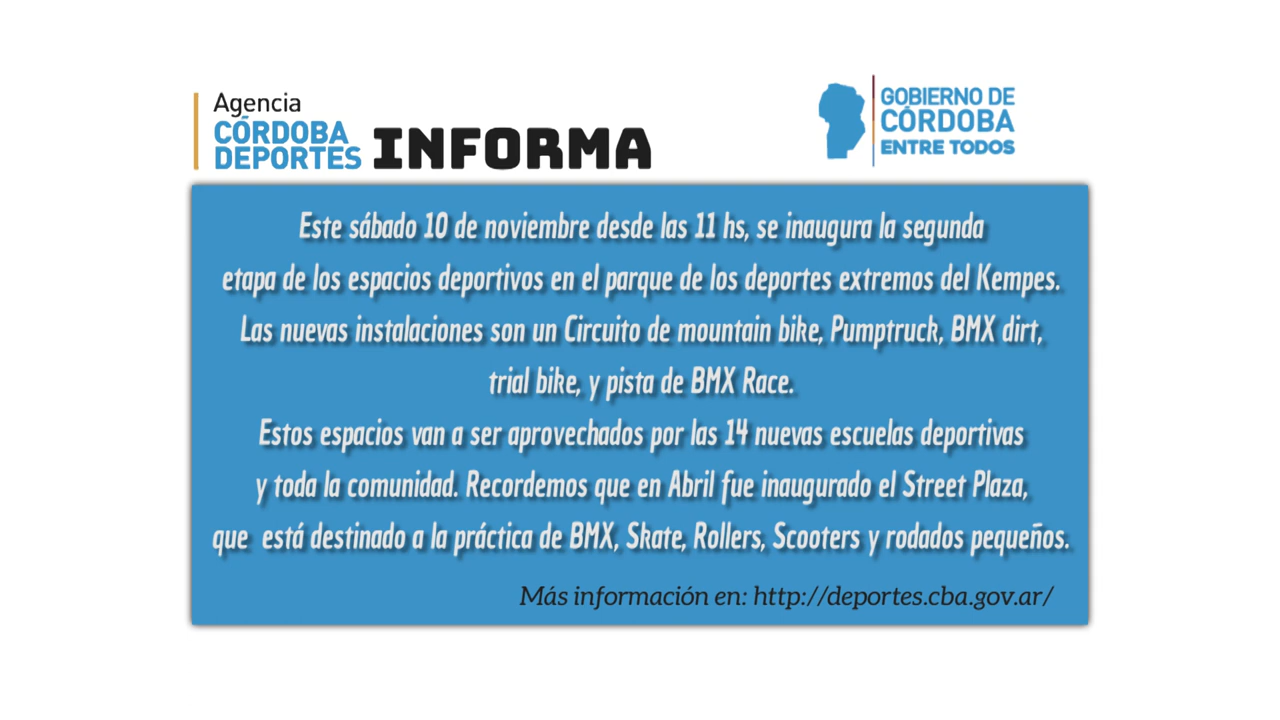 Agencia
CÓRDOBA
DEPORTES INFORMA
GOBIERNO DE
CÓRDOBA
ENTRE TODOS
Este sábado 10 de noviembre desde las 11 hs, se inaugura la segunda
etapa de los espacios deportivos en el parque de los deportes extremos del Kempes.
Las nuevas instalaciones son un Circuito de mountain bike, Pumptruck, BMX dirt,
trial bike, y pista de BMX Race.
Estos espacios van a ser aprovechados por las 14 nuevas escuelas deportivas
y toda la comunidad. Recordemos que en Abril fue inaugurado el Street Plaza,
que está destinado a la práctica de BMX, Skate, Rollers, Scooters y rodados pequeños.
Más información en: http://deportes.cba.gov.ar/